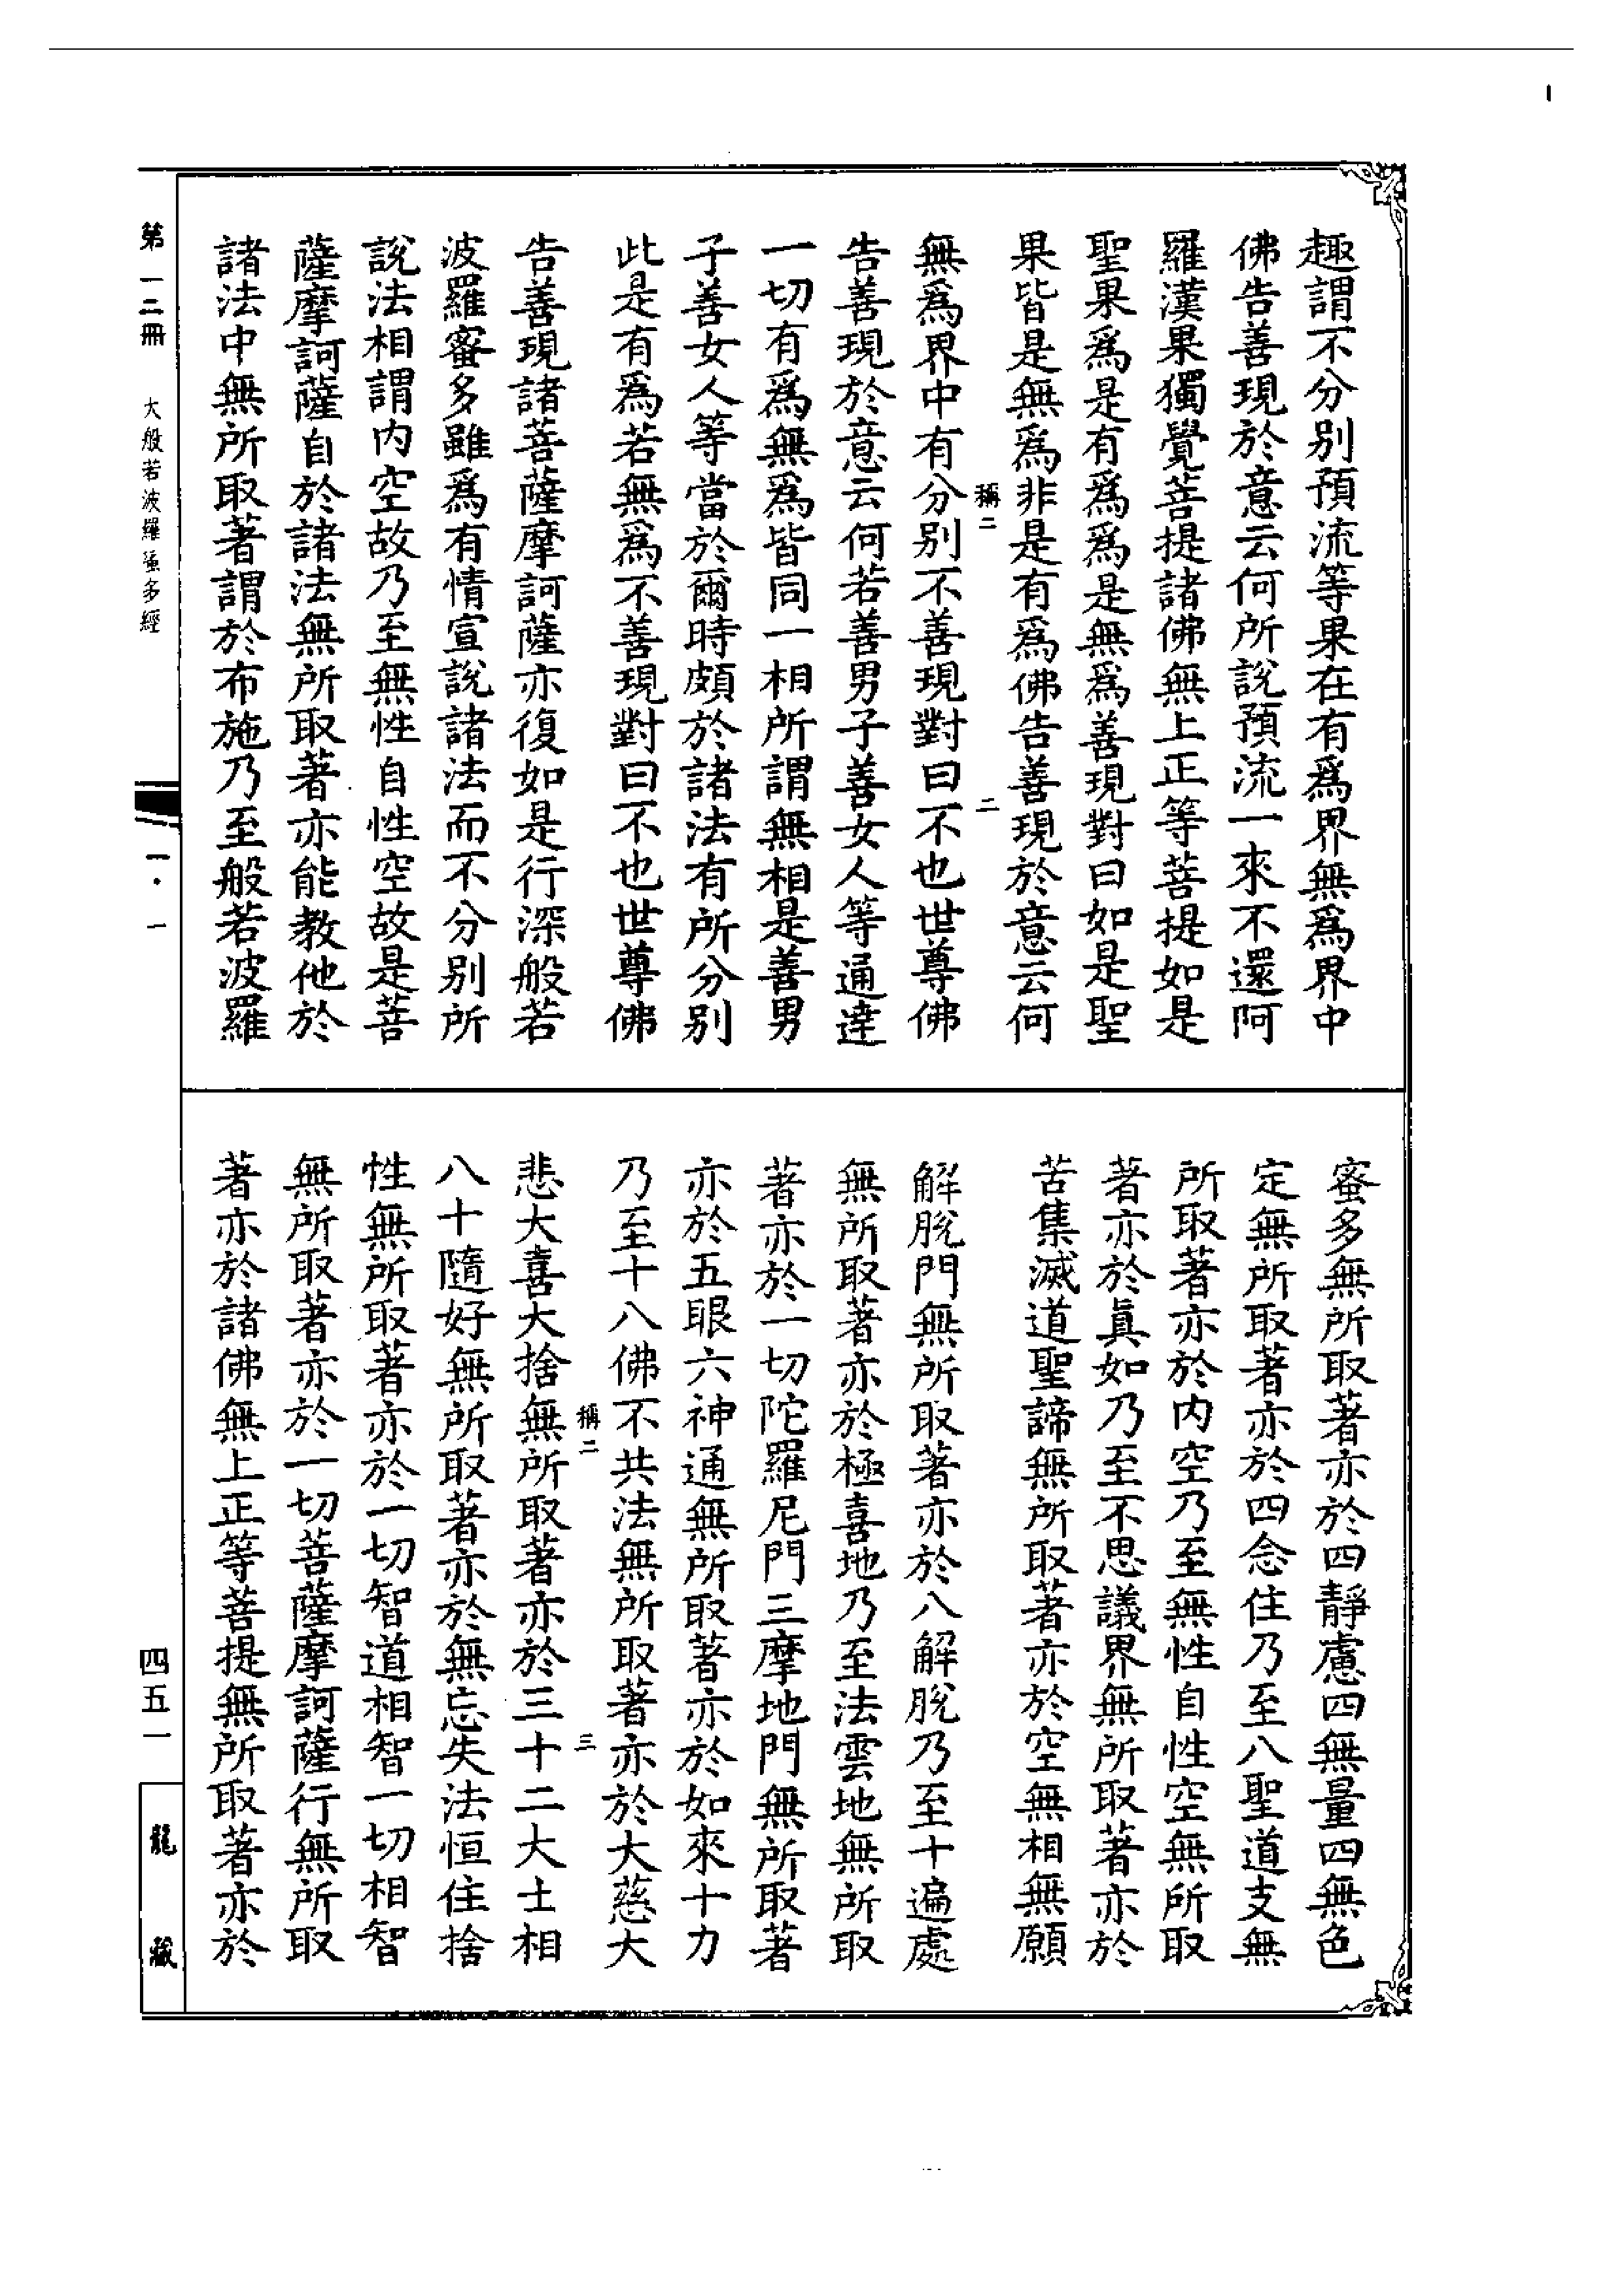 趣謂不分別預流等果在有爲界無爲界中
佛告善現於意云何所說預流一來不還阿
羅漢果獨覺菩提諸佛無上正等菩提如是
聖果爲是有爲爲是無爲善現對曰如是聖
果皆是無爲非是有爲佛告善現於意云何
稱二
二
無爲界中有分別不善現對曰不也世尊佛
告善現於意云何若善男子善女人等通達
一切有爲無爲皆同一相所謂無相是善男
子善女人等當於爾時頗於諸法有所分別
此是有爲若無爲不善現對曰不也世尊佛
告善現諸菩薩摩訶薩亦復如是行深般若
波羅蜜多雖爲有情宣說諸法而不分別所
說法相謂內空故乃至無性自性空故是菩
薩摩訶薩自於諸法無所取著亦能教他於
諸法中無所取著謂於布施乃至般若波羅
蜜多無所取著亦於四靜慮四無量四無色
定無所取著亦於四念住乃至八聖道支無
所取著亦於內空乃至無性自性空無所取
著亦於眞如乃至不思議界無所取著亦於
苦集滅道聖諦無所取著亦於空無相無願
解脫門無所取著亦於八解脫乃至十遍處
無所取著亦於極喜地乃至法雲地無所取
著亦於一切陀羅尼門三摩地門無所取著
亦於五眼六神通無所取著亦於如來十力
乃至十八佛不共法無所取著亦於大慈大
稱二
三
悲大喜大捨無所取著亦於三十二大士相
八十隨好無所取著亦於無忘失法恒住捨
性無所取著亦於一切智道相智一切相智
無所取著亦於一切菩薩摩訶薩行無所取
著亦於諸佛無上正等菩提無所取著亦於
第一二冊
大般若波羅蜜多經
一·一
四五一
龍藏